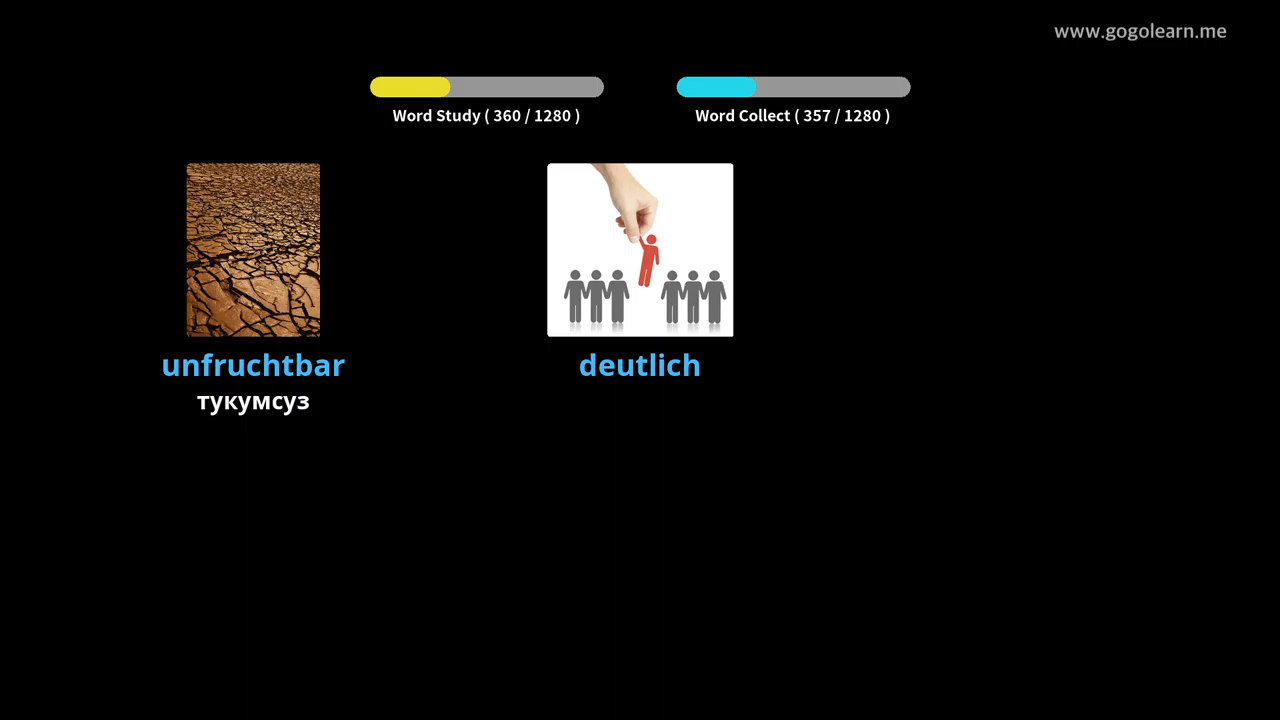 www.gogolearn.me
Word Study ( 360 / 1280 )
Word Collect ( 357 / 1280 )
unfruchtbar
тукумсуз
deutlich